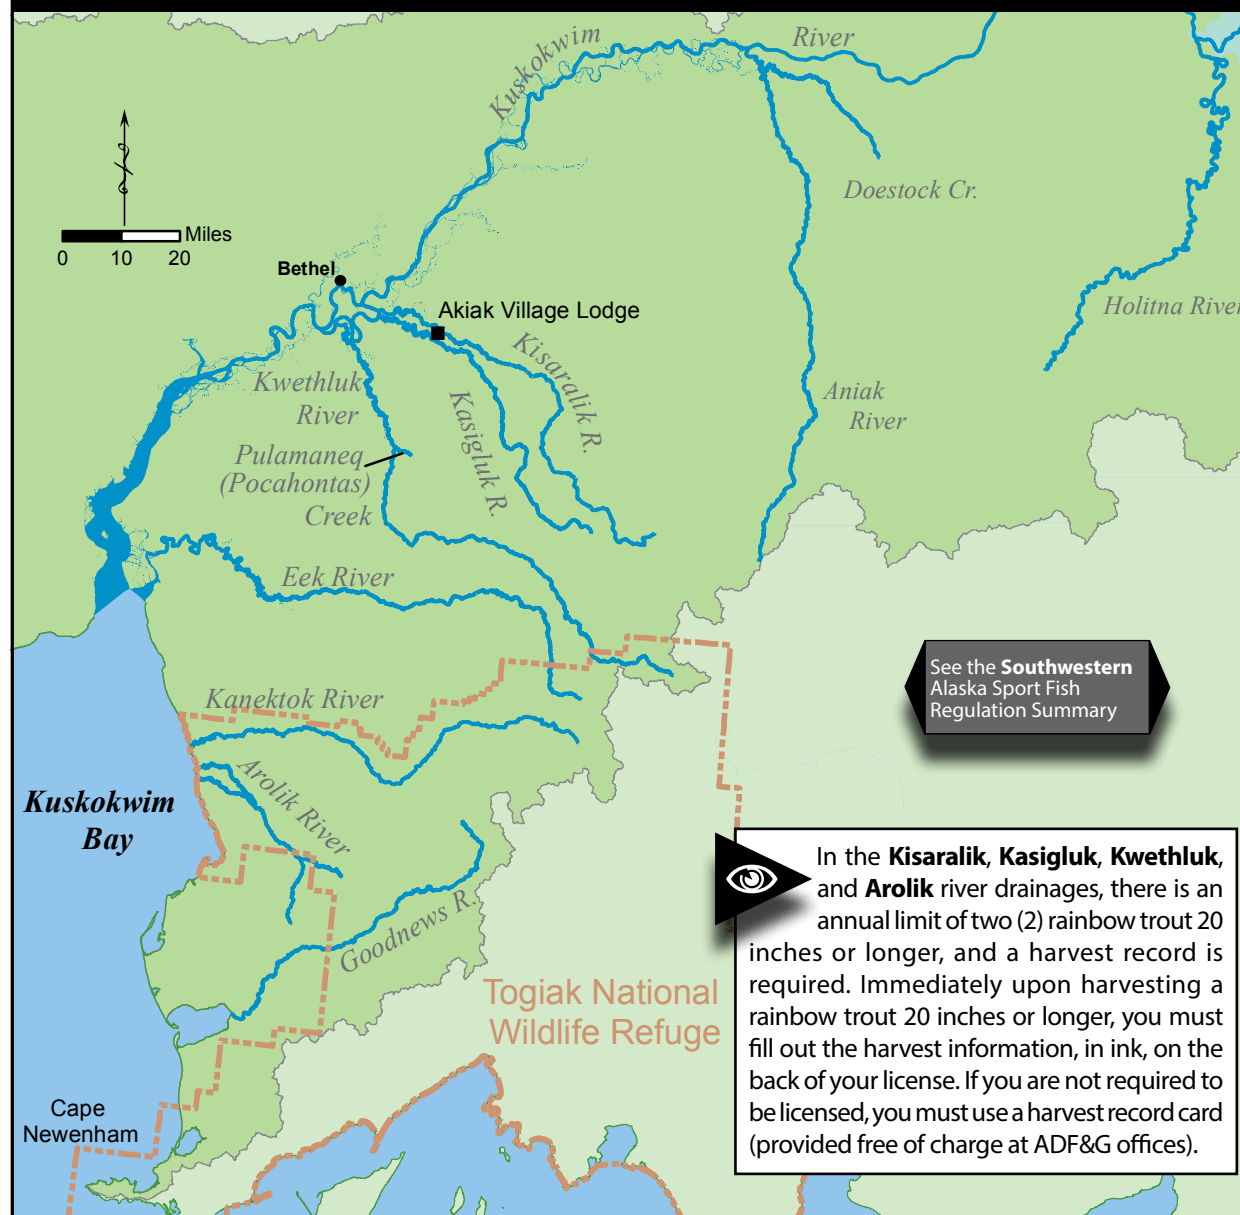 Kuskokwim
River
Doestock Cr.
Miles
0 10 20
Bethel
Akiak Village Lodge
Holitna River
Kisaralik R.
Kwethluk
River
Kasigluk R.
Aniak
River
Pulamaneq
(Pocahontas)
Creek
Eek River
See the Southwestern
Alaska Sport Fish
Regulation Summary
Kanektok River
Arolik River
Kuskokwim
Bay
In the Kisaralik, Kasigluk, Kwethluk,
and Arolik river drainages, there is an
annual limit of two (2) rainbow trout 20
inches or longer, and a harvest record is
required. Immediately upon harvesting a
rainbow trout 20 inches or longer, you must
fill out the harvest information, in ink, on the
back of your license. If you are not required to
be licensed, you must use a harvest record card
(provided free of charge at ADF&G offices).
Goodnews R.
Togiak National
Wildlife Refuge
Cape
Newenham